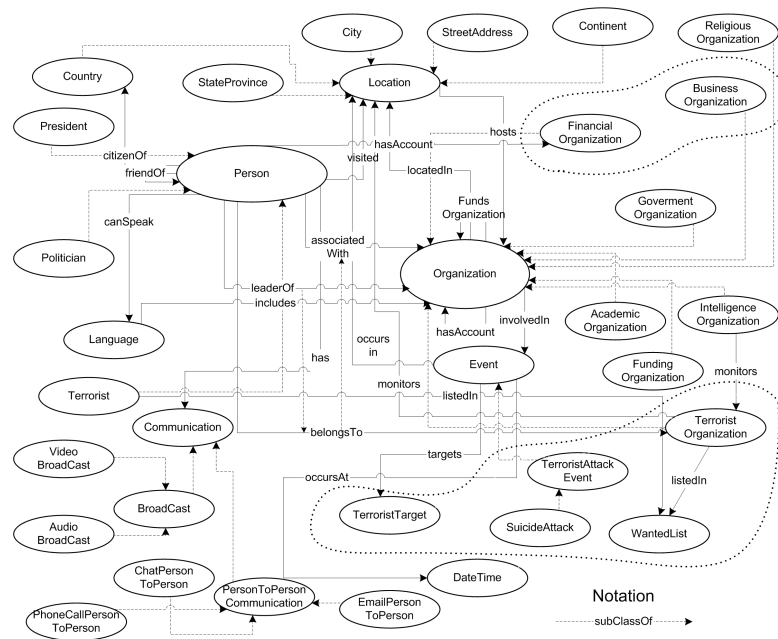 City
StreetAddress
Continent
Religious
Organization
Country
StateProvince
Location
Business
Organization
President
hosts
Financial
Organization
citizenOf
hasAccount
visited
friendOf
Person
locatedIn
canSpeak
Funds
Organization
Goverment
Organization
Politician
associated
With
Organization
leaderOf
includes
Language
hasAccount
involvedIn
Academic
Organization
Intelligence
Organization
occurs
in
has
Event
Funding
Organization
monitors
monitors
Terrorist
listedIn
Communication
belongsTo
Terrorist
Organization
Video
BroadCast
targets
TerroristAttack
Event
listedIn
occursAt
BroadCast
TerroristTarget
SuicideAttack
WantedList
Audio
BroadCast
ChatPerson
ToPerson
DateTime
PersonToPerson
Communication
EmailPerson
ToPerson
PhoneCallPerson
ToPerson
Notation
subClassOf